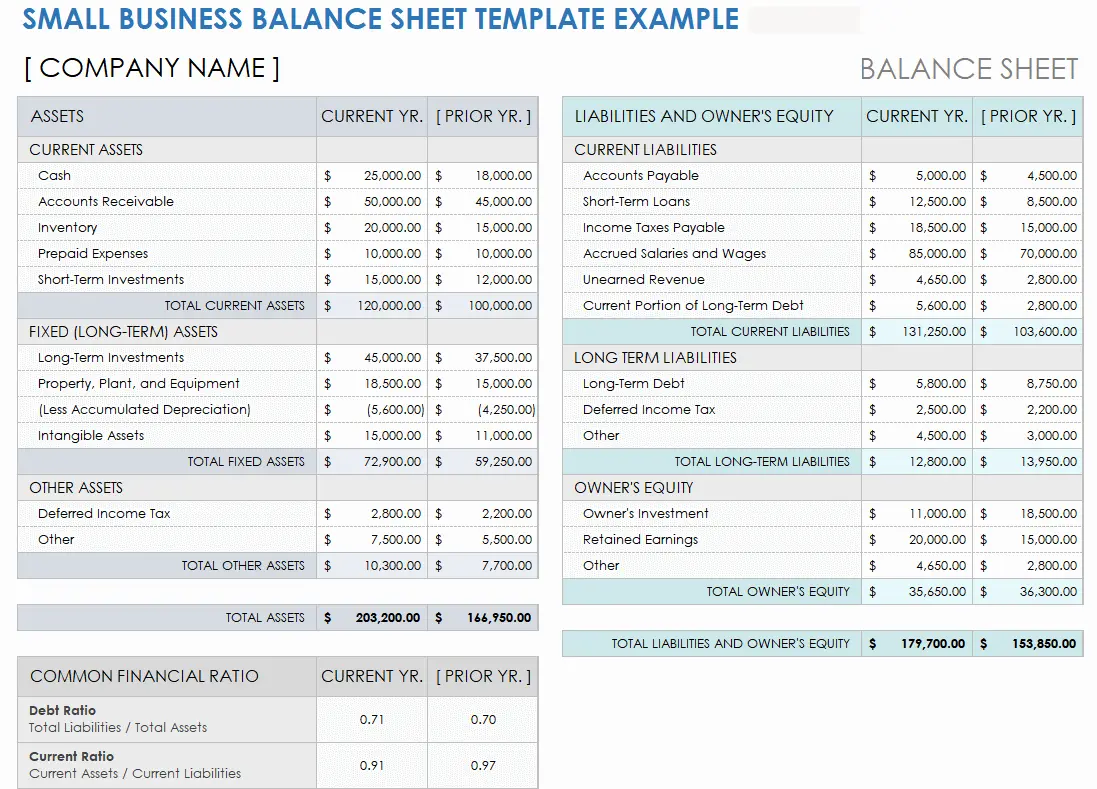 SMALL BUSINESS BALANCE SHEET TEMPLATE EXAMPLE
[ COMPANY NAME ]
BALANCE SHEET
ASSETS CURRENT YR. [ PRIOR YR. ]
CURRENT ASSETS
Cash $ 25,000.00 $ 18,000.00
Accounts Receivable $ 50,000.00 $ 45,000.00
Inventory $ 20,000.00 $ 15,000.00
Prepaid Expenses $ 10,000.00 $ 10,000.00
Short-Term Investments $ 15,000.00 $ 12,000.00
TOTAL CURRENT ASSETS $ 120,000.00 $ 100,000.00
FIXED (LONG-TERM) ASSETS
Long-Term Investments $ 45,000.00 $ 37,500.00
Property, Plant, and Equipment $ 18,500.00 $ 15,000.00
(Less Accumulated Depreciation) $ (5,600.00) $ (4,250.00)
Intangible Assets $ 15,000.00 $ 11,000.00
TOTAL FIXED ASSETS $ 72,900.00 $ 59,250.00
OTHER ASSETS
Deferred Income Tax $ 2,800.00 $ 2,200.00
Other $ 7,500.00 $ 5,500.00
TOTAL OTHER ASSETS $ 10,300.00 $ 7,700.00
TOTAL ASSETS $ 203,200.00 $ 166,950.00
COMMON FINANCIAL RATIO CURRENT YR. [ PRIOR YR. ]
Debt Ratio
Total Liabilities / Total Assets 0.71 0.70
Current Ratio
Current Assets / Current Liabilities 0.91 0.97
LIABILITIES AND OWNER'S EQUITY CURRENT YR. [ PRIOR YR. ]
CURRENT LIABILITIES
Accounts Payable $ 5,000.00 $ 4,500.00
Short-Term Loans $ 12,500.00 $ 8,500.00
Income Taxes Payable $ 18,500.00 $ 15,000.00
Accrued Salaries and Wages $ 85,000.00 $ 70,000.00
Unearned Revenue $ 4,650.00 $ 2,800.00
Current Portion of Long-Term Debt $ 5,600.00 $ 2,800.00
TOTAL CURRENT LIABILITIES $ 131,250.00 $ 103,600.00
LONG TERM LIABILITIES
Long-Term Debt $ 5,800.00 $ 8,750.00
Deferred Income Tax $ 2,500.00 $ 2,200.00
Other $ 4,500.00 $ 3,000.00
TOTAL LONG-TERM LIABILITIES $ 12,800.00 $ 13,950.00
OWNER'S EQUITY
Owner's Investment $ 11,000.00 $ 18,500.00
Retained Earnings $ 20,000.00 $ 15,000.00
Other $ 4,650.00 $ 2,800.00
TOTAL OWNER'S EQUITY $ 35,650.00 $ 36,300.00
TOTAL LIABILITIES AND OWNER'S EQUITY $ 179,700.00 $ 153,850.00